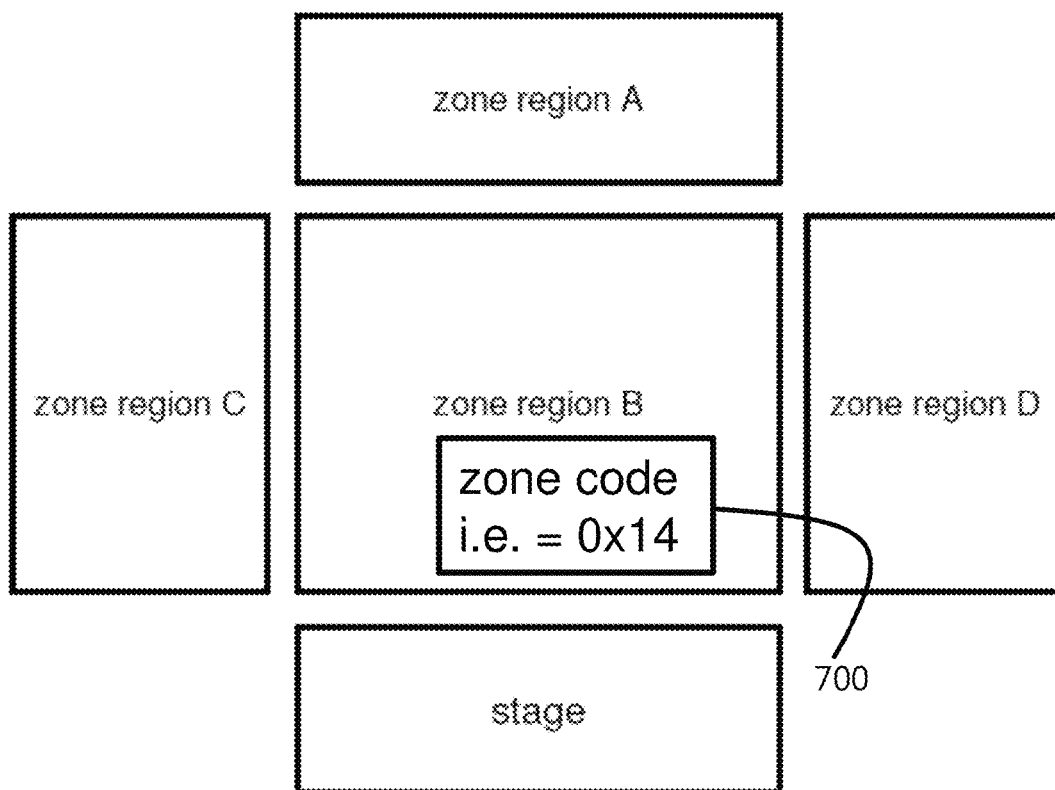 zone region A
zone region C
zone region B
zone region D
zone code
i.e. = 0x14
700
stage